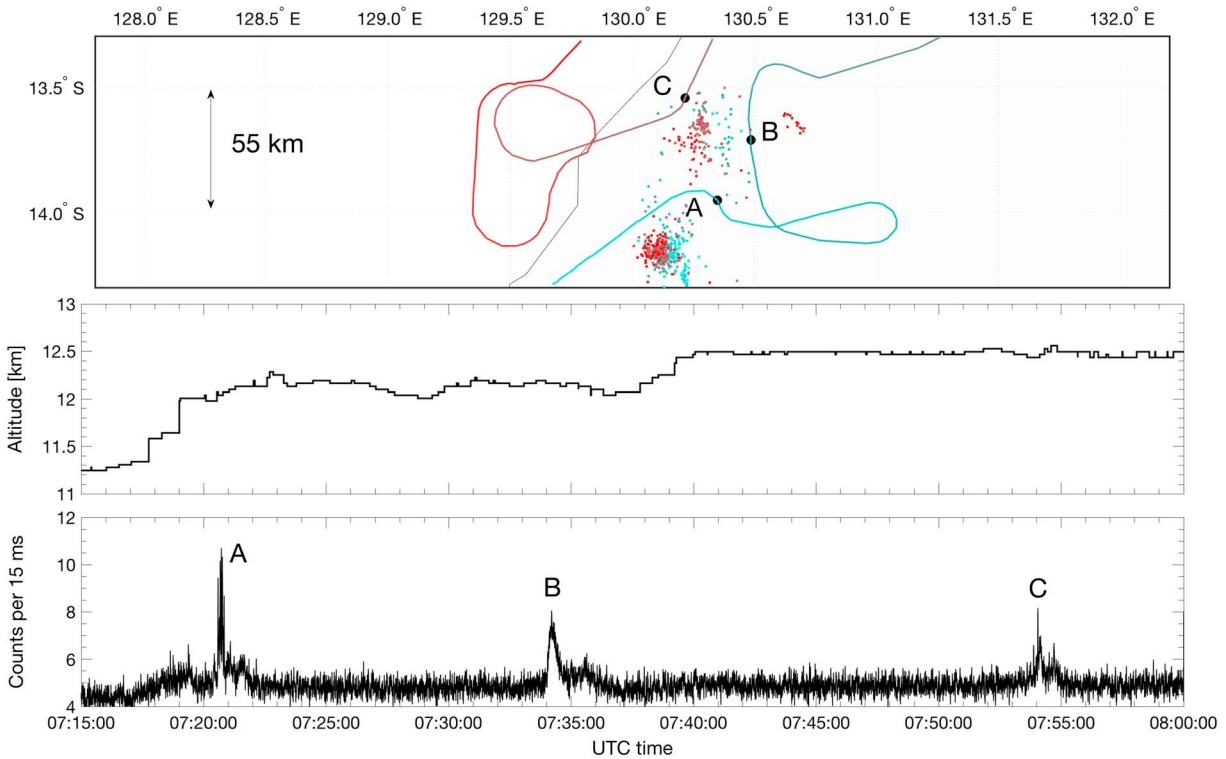 128.0° E 128.5° E 129.0° E 129.5° E 130.0° E 130.5° E 131.0° E 131.5° E 132.0° E
13.5° S
14.0° S
55 km
C
B
A
13
12.5
12
11.5
11
Altitude [km]
12
10
8
6
4
Counts per 15 ms
A
B
C
07:15:00 07:20:00 07:25:00 07:30:00 07:35:00 07:40:00 07:45:00 07:50:00 07:55:00 08:00:00
UTC time